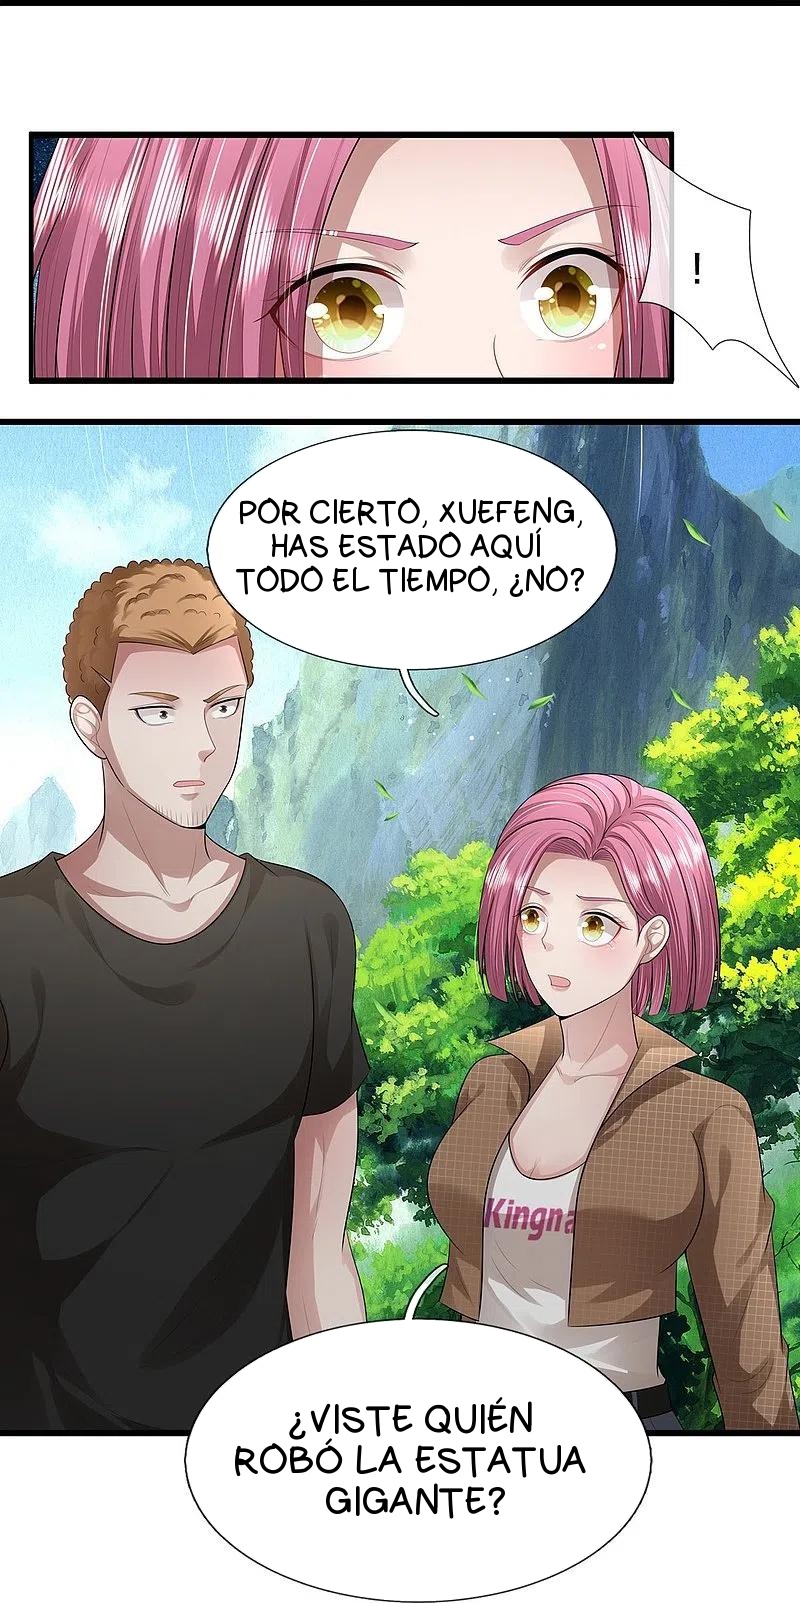 !
POR CIERTO, XUEFENG,
HAS ESTADO AQUÍ
TODO EL TIEMPO, ¿NO?
Kingna
¿VISTE QUIÉN
ROBÓ LA ESTATUA
GIGANTE?